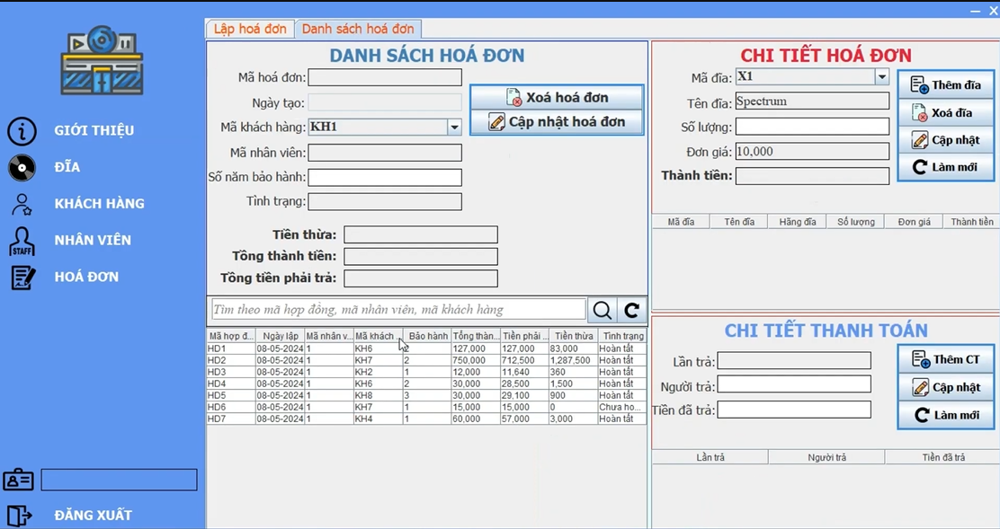 Lập hoá đơn
Danh sách hoá đơn
GIỚI THIỆU
ĐĨA
KHÁCH HÀNG
STAFF
NHÂN VIÊN
HOÁ ĐƠN
ĐĂNG XUẤT
DANH SÁCH HOÁ ĐƠN
Mã hoá đơn:
Ngày tạo:
Mã khách hàng: KH1
Mã nhân viên:
Số năm bảo hành:
Tình trạng:
Xoá hoá đơn
Cập nhật hoá đơn
Tiền thừa:
Tổng thành tiền:
Tổng tiền phải trả:
Tìm theo mã hợp đồng, mã nhân viên, mã khách hàng
Mã hợp đ... Ngày lập Mã nhân v... Mã khách ... Bảo hành Tổng thàn... Tiền phải ... Tiền thừa Tình trạng
HD1 08-05-2024 1 KH6 2 127,000 127,000 83,000 Hoàn tất
HD2 08-05-2024 1 KH7 2 750,000 712,500 1,287,500 Hoàn tất
HD3 08-05-2024 1 KH2 1 12,000 11,640 360 Hoàn tất
HD4 08-05-2024 1 KH6 2 30,000 28,500 1,500 Hoàn tất
HD5 08-05-2024 1 KH8 3 30,000 29,100 900 Hoàn tất
HD6 08-05-2024 1 KH7 1 15,000 15,000 0 Chưa ho...
HD7 08-05-2024 1 KH4 1 60,000 57,000 3,000 Hoàn tất
CHI TIẾT HOÁ ĐƠN
Mã đĩa: X1
Tên đĩa: Spectrum
Số lượng:
Đơn giá: 10,000
Thành tiền:
Thêm đĩa
Xoá đĩa
Cập nhật
Làm mới
Mã đĩa Tên đĩa Hãng đĩa Số lượng Đơn giá Thành tiền
CHI TIẾT THANH TOÁN
Lần trả:
Người trả:
Tiền đã trả:
Thêm CT
Cập nhật
Làm mới
Lần trả Người trả Tiền đã trả